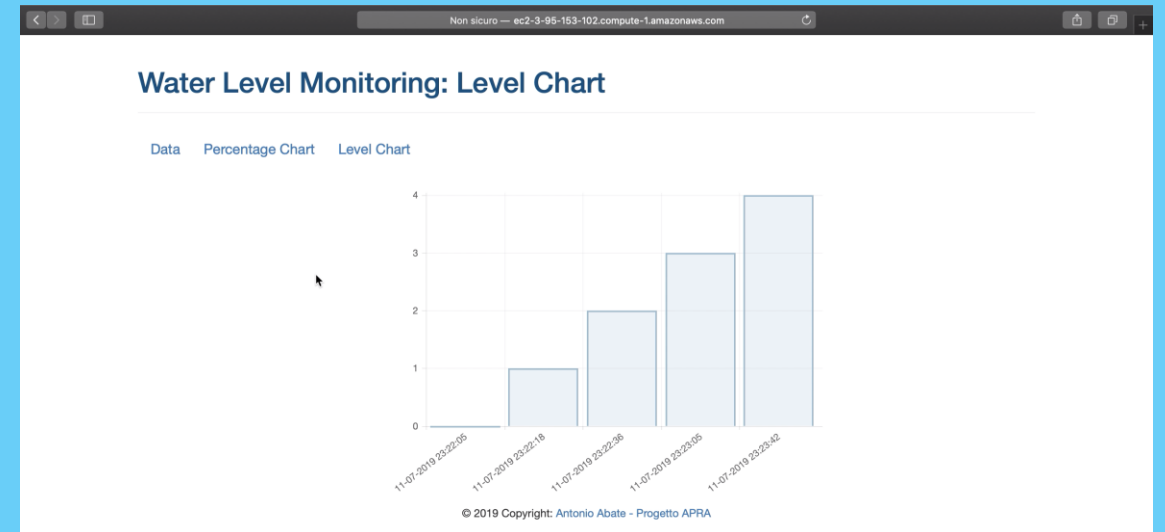 Non sicuro — ec2-3-95-153-102.compute-1.amazonaws.com
Water Level Monitoring: Level Chart
Data Percentage Chart Level Chart
4
3
2
1
0
11-07-2019 23:22:05 11-07-2019 23:22:18 11-07-2019 23:22:36 11-07-2019 23:23:05 11-07-2019 23:23:42
© 2019 Copyright: Antonio Abate - Progetto APRA